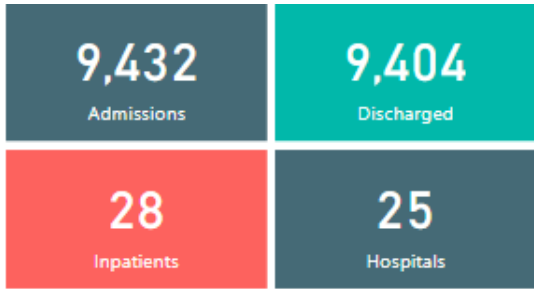 9,432
Admissions
9,404
Discharged
28
Inpatients
25
Hospitals